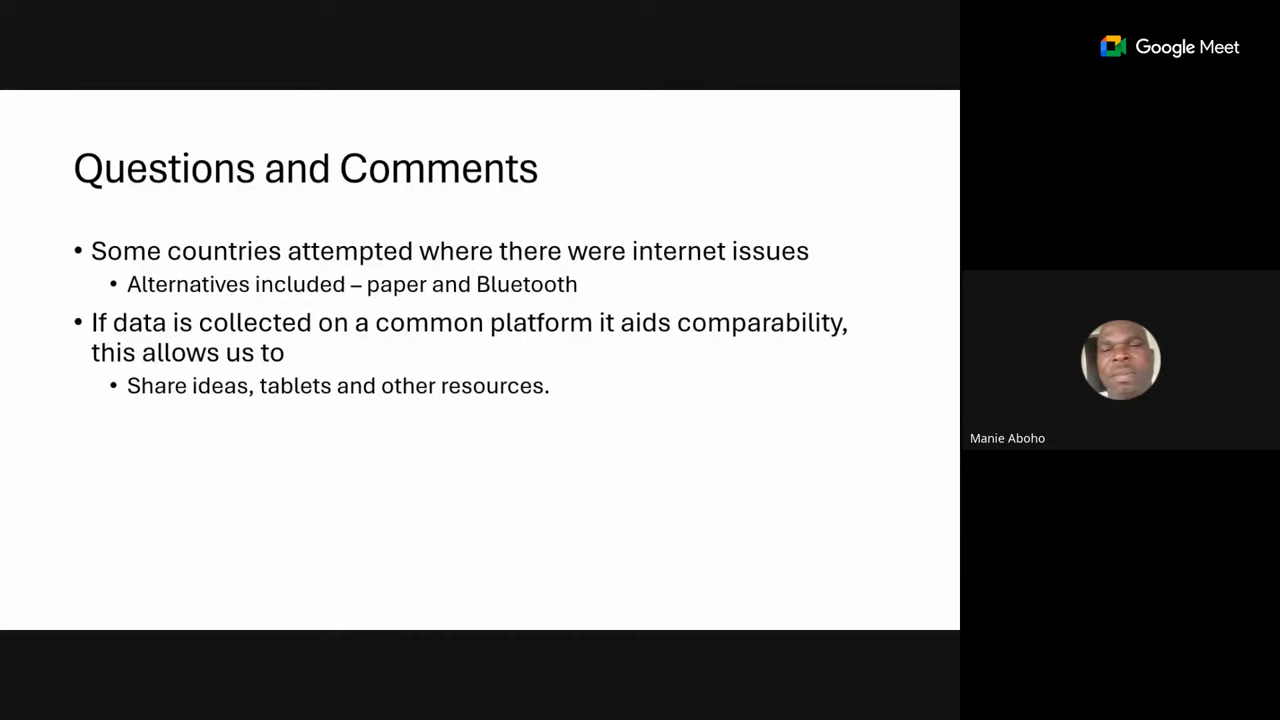 Google Meet
Questions and Comments
• Some countries attempted where there were internet issues
• Alternatives included – paper and Bluetooth
• If data is collected on a common platform it aids comparability,
this allows us to
• Share ideas, tablets and other resources.
Manie Aboho